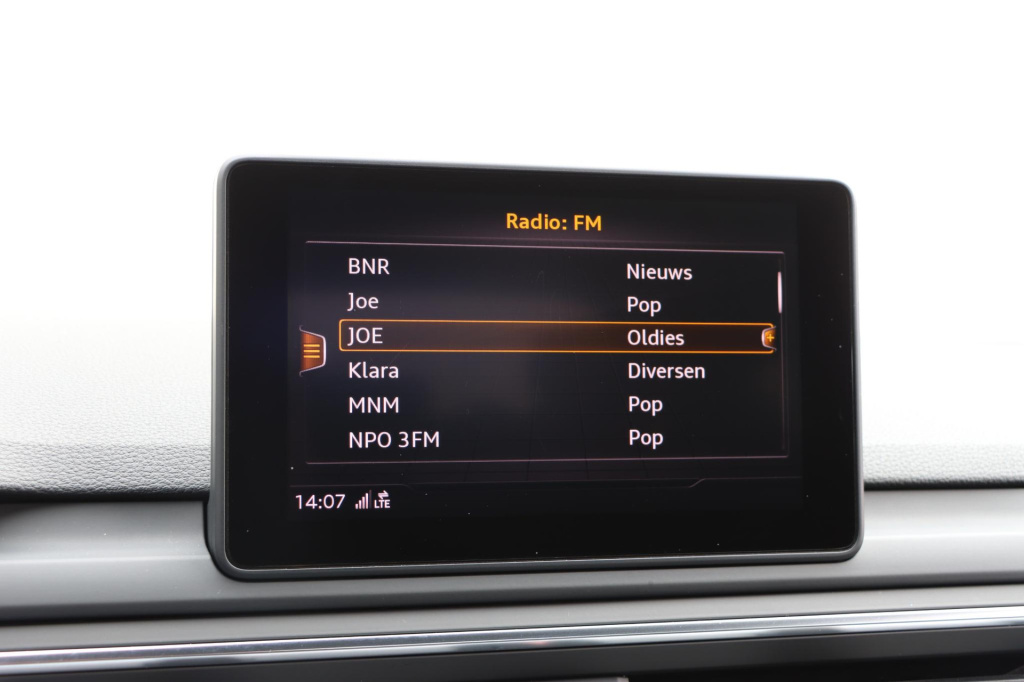 Radio: FM
BNR Nieuws
Joe Pop
JOE Oldies
Klara Diversen
MNM Pop
NPO 3FM Pop
14:07 LTE